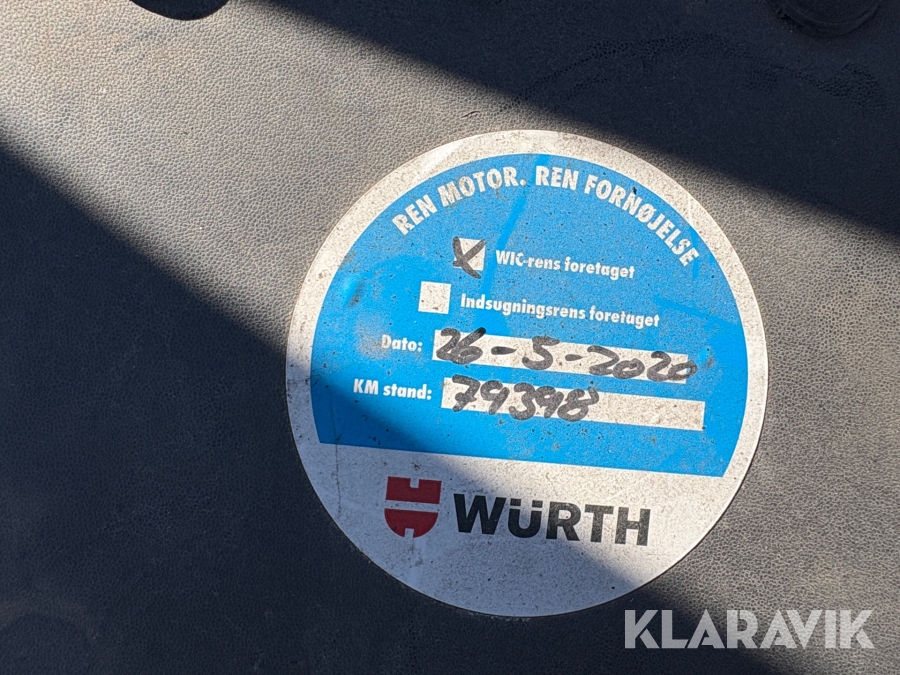 REN MOTOR. REN FORNØJELSE
X WIC-rens foretaget
Indsugningsrens foretaget
Dato: 26-5-2020
KM stand: 79398
WÜRTH
KLARAVIK